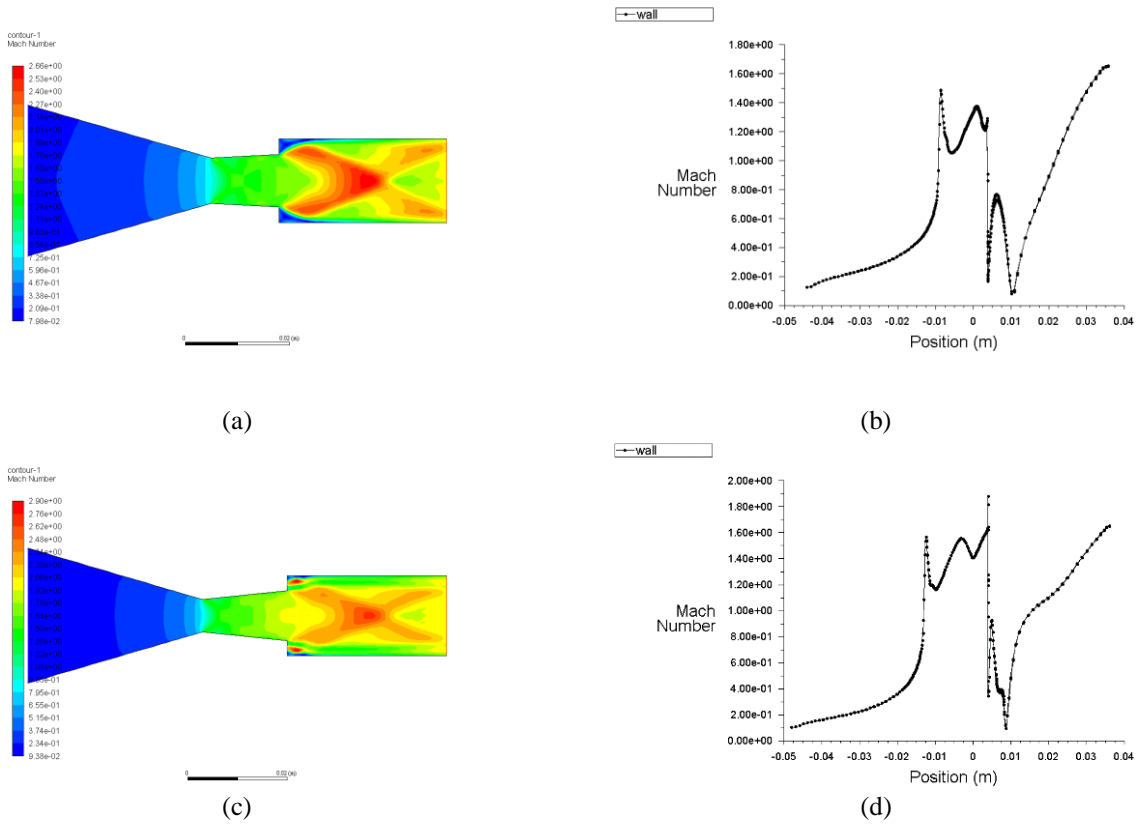 contour-1
Mach Number
2.66e+00
2.53e+00
2.40e+00
2.27e+00
1.37e+00
7.25e-01
5.96e-01
4.67e-01
3.38e-01
2.09e-01
7.98e-02
0 0.02 (m)
(a)
wall
1.80e+00
1.60e+00
1.40e+00
1.20e+00
1.00e+00
8.00e-01
6.00e-01
4.00e-01
2.00e-01
0.00e+00
Mach
Number
-0.05 -0.04 -0.03 -0.02 -0.01 0 0.01 0.02 0.03 0.04
Position (m)
(b)
contour-1
Mach Number
2.90e+00
2.76e+00
2.62e+00
7.95e-01
6.55e-01
5.15e-01
3.74e-01
2.34e-01
9.38e-02
0 0.02 (m)
(c)
wall
2.00e+00
1.80e+00
1.60e+00
1.40e+00
1.20e+00
1.00e+00
8.00e-01
6.00e-01
4.00e-01
2.00e-01
0.00e+00
Mach
Number
-0.05 -0.04 -0.03 -0.02 -0.01 0 0.01 0.02 0.03 0.04
Position (m)
(d)